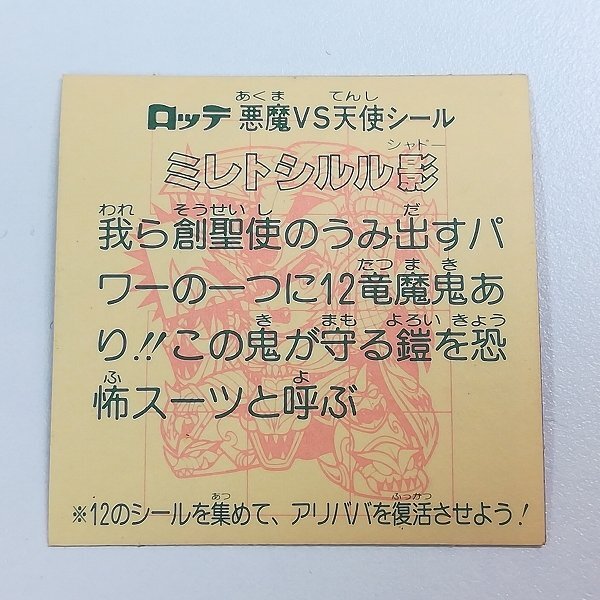 ロッテ 悪魔VS天使シール
あくま てんし
ミレトシルル影
シャドー
我ら創聖使のうみ出すパ
われ そうせいし だ
ワーの一つに12竜魔鬼あ
たつまき
り!!この鬼が守る鎧を恐
き まも よろい きょう
怖スーツと呼ぶ
ふ よ
※12のシールを集めて、アリババを復活させよう!
あつ ふっかつ